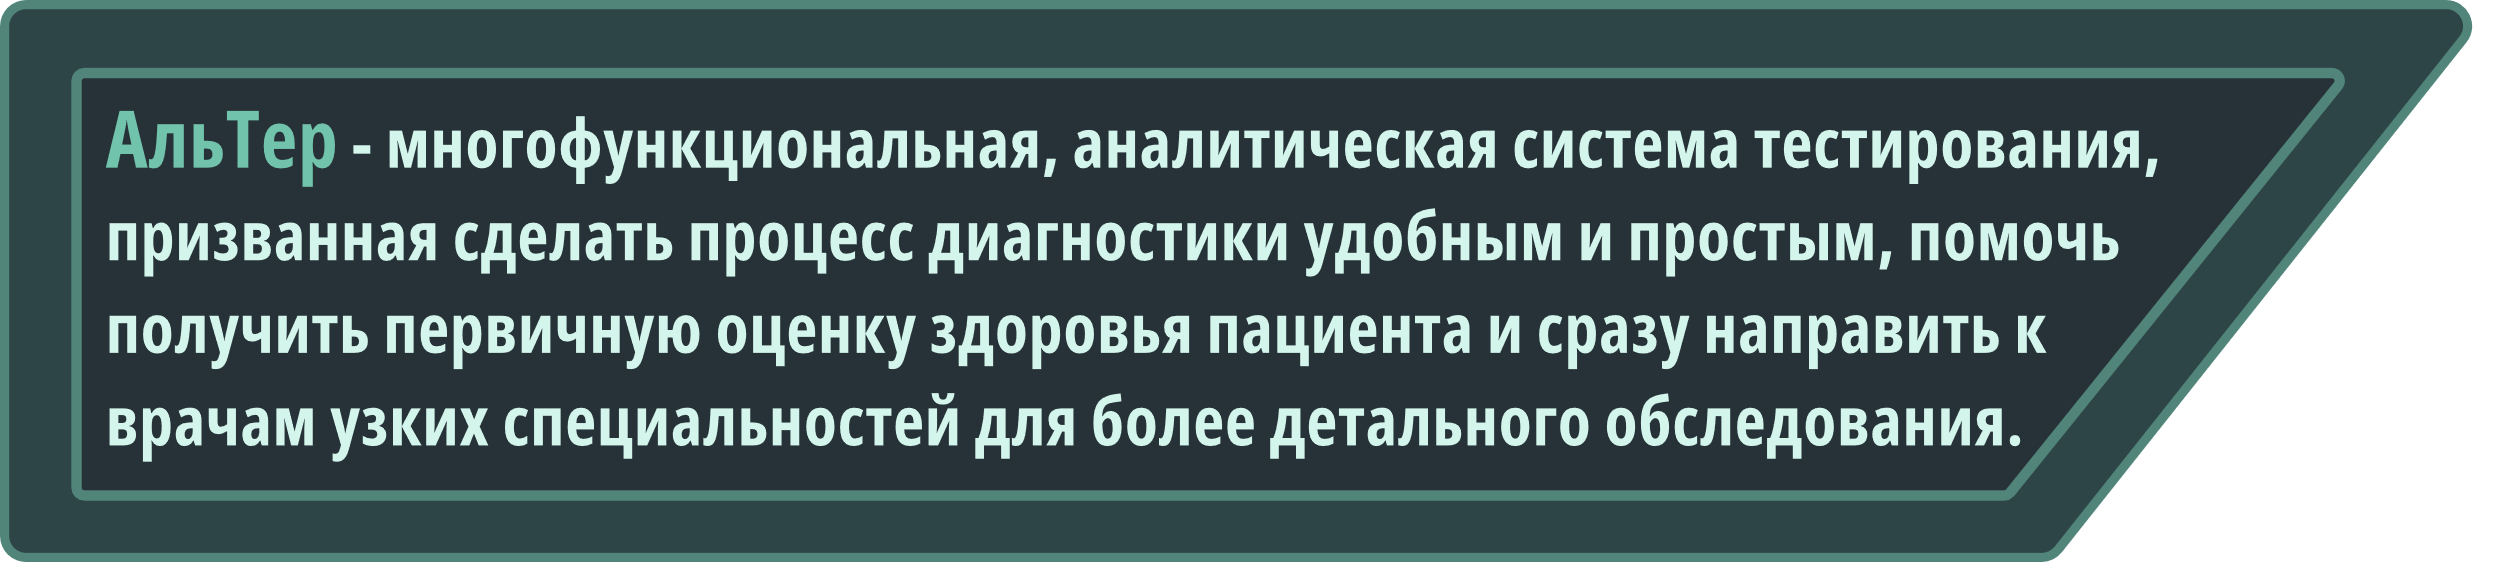 АльТер - многофункциональная, аналитическая система тестирования,
призванная сделать процесс диагностики удобным и простым, помочь
получить первичную оценку здоровья пациента и сразу направить к
врачам узких специальностей для более детального обследования.